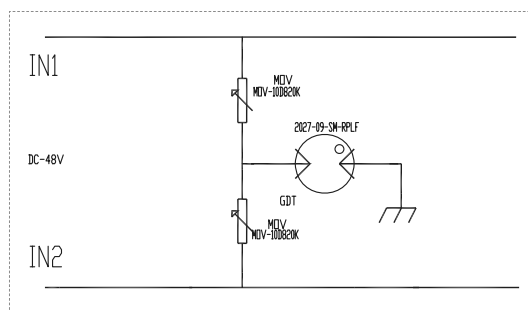 IN1
MOV
MOV-10D820K
2027-09-SM-RPLF
DC-48V
GDT
MOV
MOV-10D820K
IN2